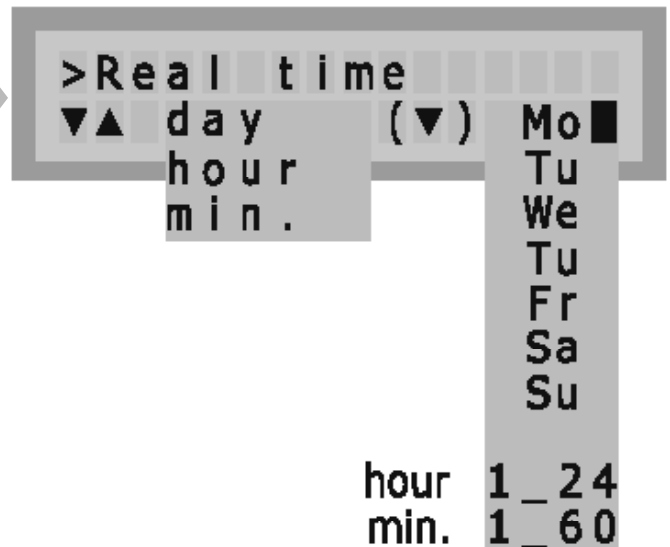 >Real time
▼▲ day (▼) Mo
hour Tu
min. We
Tu
Fr
Sa
Su
hour 1_24
min. 1_60